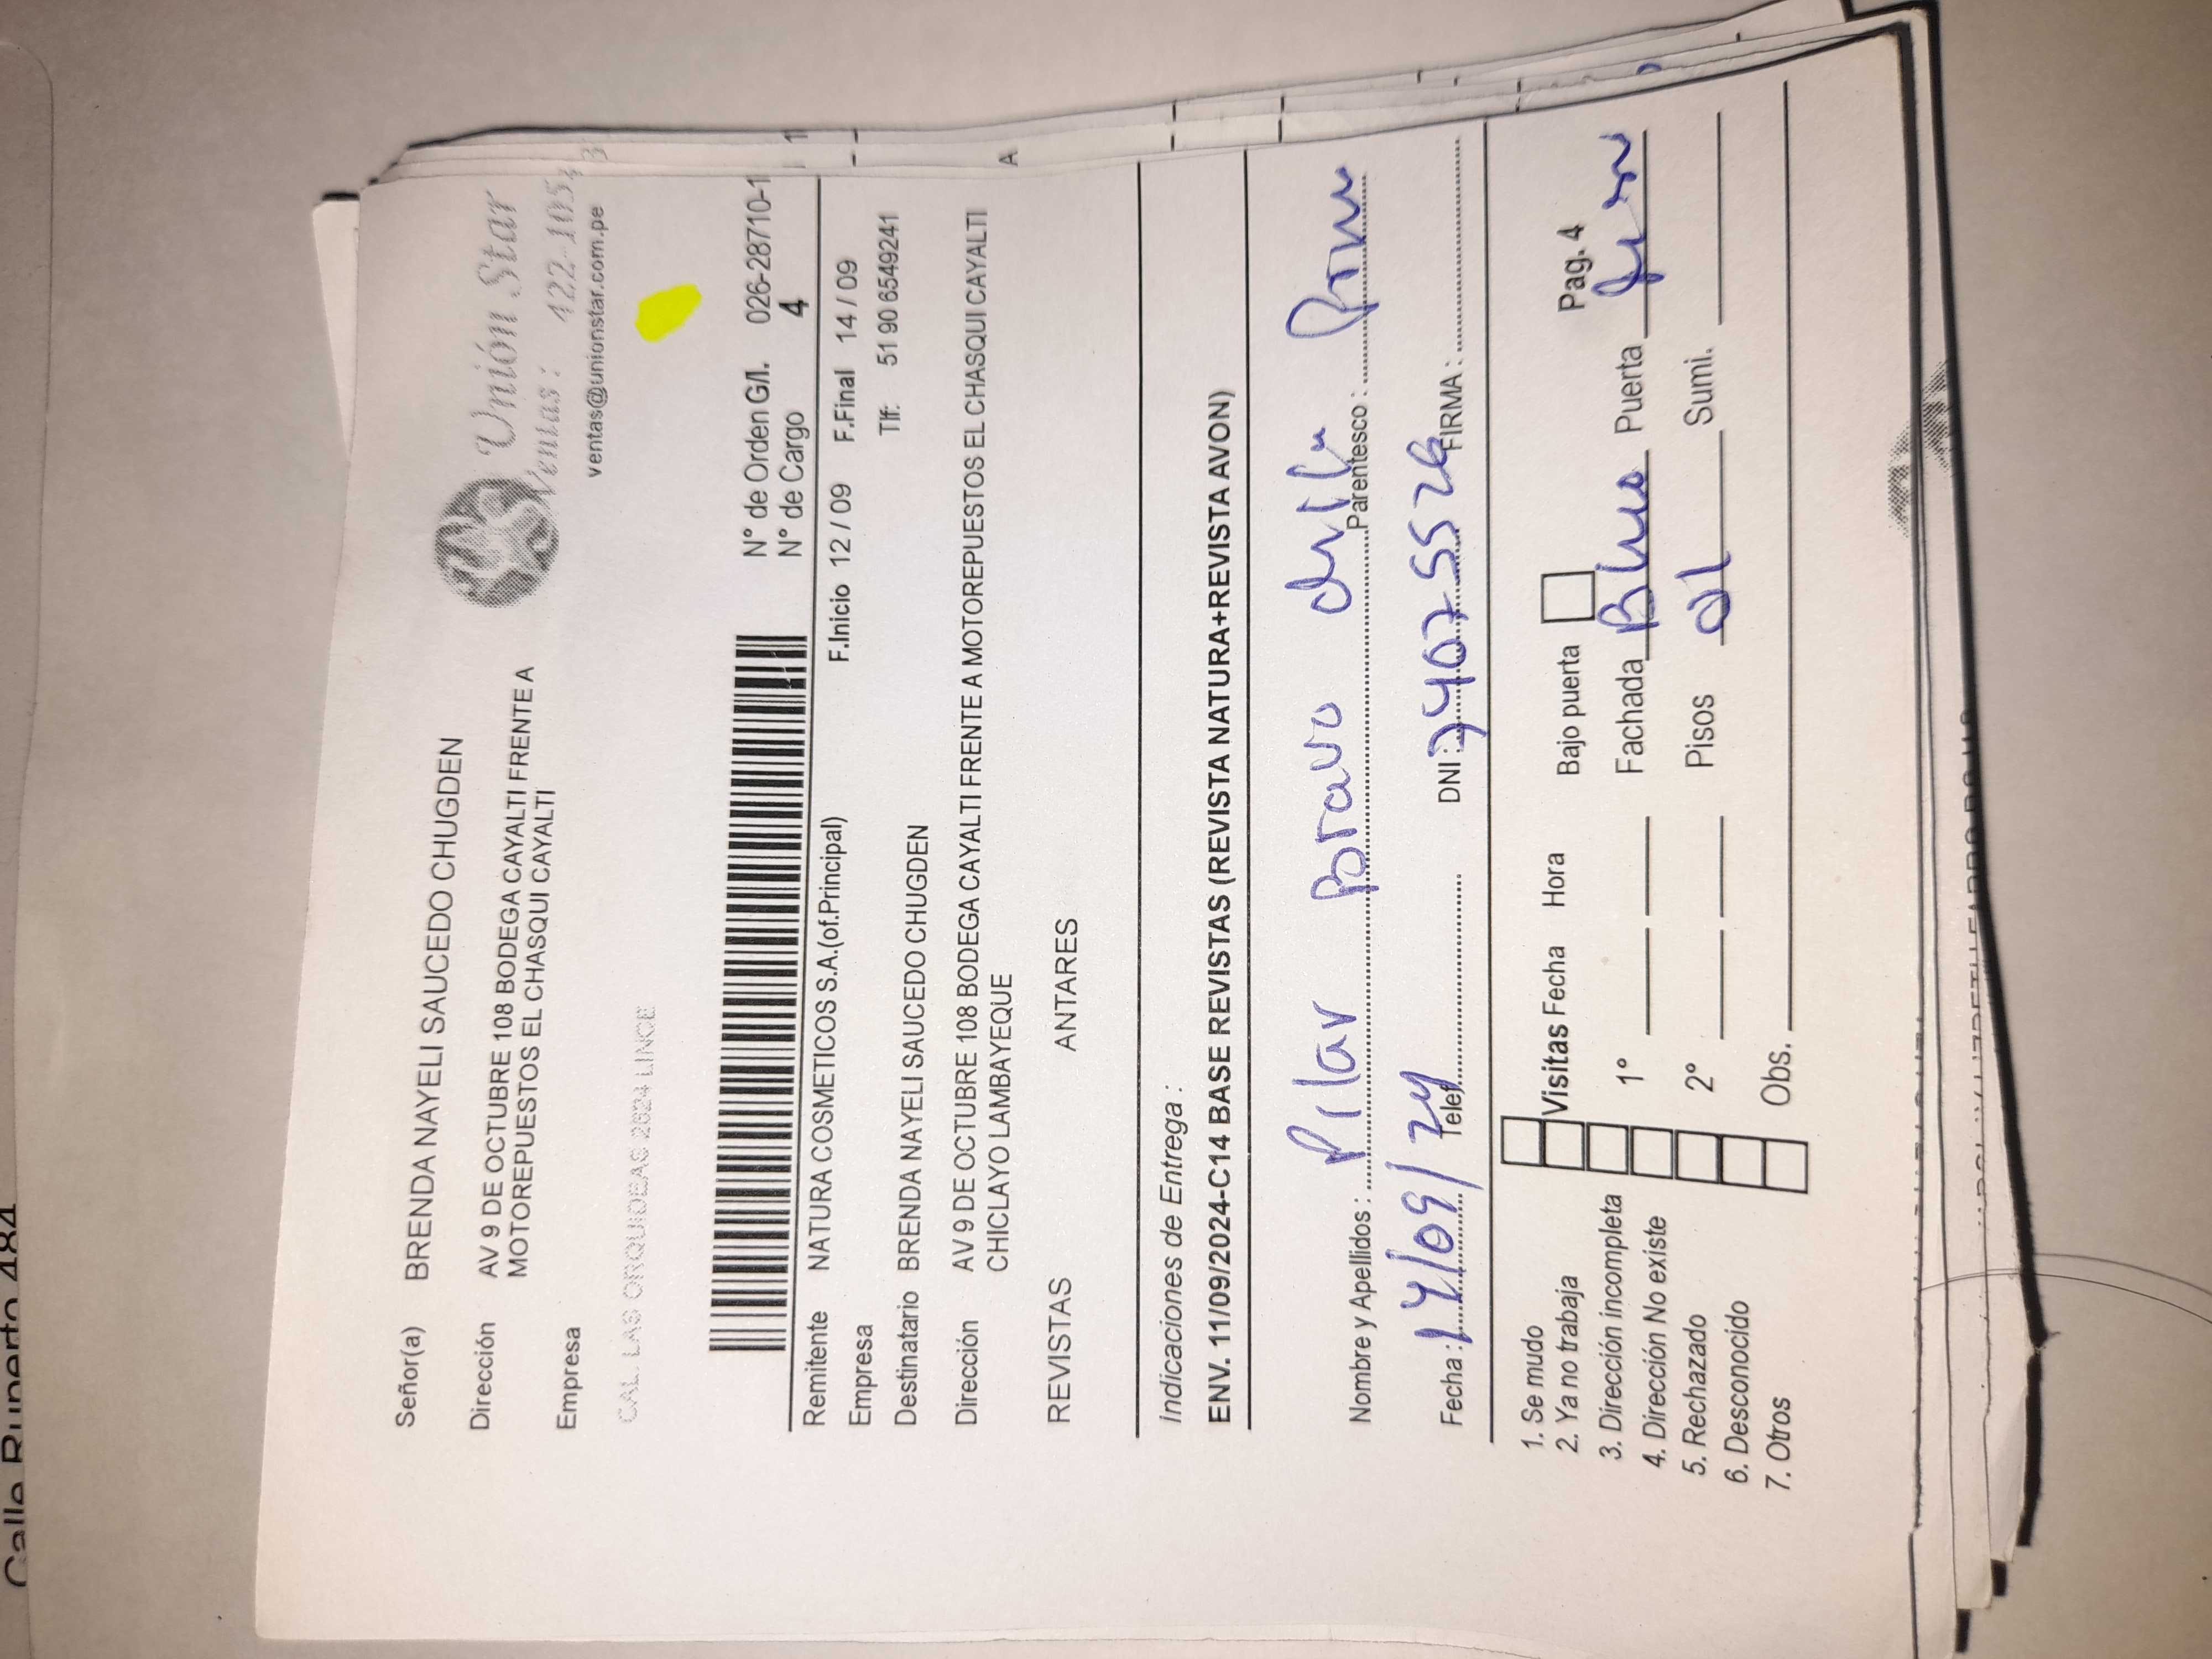 Calle Ruperto 484
Unión Star
Ventas: 422-105
ventas@unionstar.com.pe
Señor(a) BRENDA NAYELI SAUCEDO CHUGDEN
Dirección AV 9 DE OCTUBRE 108 BODEGA CAYALTI FRENTE A
MOTOREPUESTOS EL CHASQUI CAYALTI
Empresa
CAL. LAS ORQUIDEAS 2624 LINCE
N° de Orden G/I. 026-28710-1
N° de Cargo 4
Remitente NATURA COSMETICOS S.A.(of.Principal) F.Inicio 12 / 09 F.Final 14 / 09
Empresa Tlf: 51 90 6549241
Destinatario BRENDA NAYELI SAUCEDO CHUGDEN
Dirección AV 9 DE OCTUBRE 108 BODEGA CAYALTI FRENTE A MOTOREPUESTOS EL CHASQUI CAYALTI
CHICLAYO LAMBAYEQUE
REVISTAS ANTARES
A
Indicaciones de Entrega :
ENV. 11/09/2024-C14 BASE REVISTAS (REVISTA NATURA+REVISTA AVON)
Nombre y Apellidos : Pilar Bravo Parentesco :
Fecha : 14/09/24 Telef. DNI : FIRMA :
1. Se mudo
2. Ya no trabaja
3. Dirección incompleta
4. Dirección No existe
5. Rechazado
6. Desconocido
7. Otros
Visitas Fecha Hora Bajo puerta Pag. 4
1° Fachada Puerta
2° Pisos 01 Sumi.
Obs.